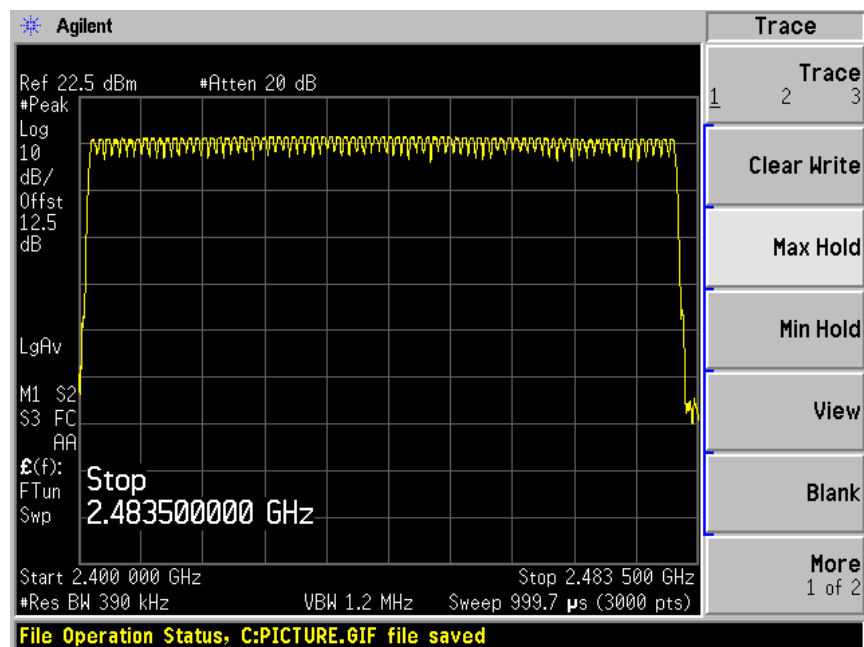 Agilent
Trace
Ref 22.5 dBm #Atten 20 dB
#Peak
Log
10
dB/
Offst
12.5
dB
LgAv
M1 S2
S3 FC
AA
£(f):
FTun
Swp
Stop
2.483500000 GHz
Start 2.400 000 GHz Stop 2.483 500 GHz
#Res BW 390 kHz VBW 1.2 MHz Sweep 999.7 µs (3000 pts)
File Operation Status, C:PICTURE.GIF file saved
Trace
1 2 3
Clear Write
Max Hold
Min Hold
View
Blank
More
1 of 2